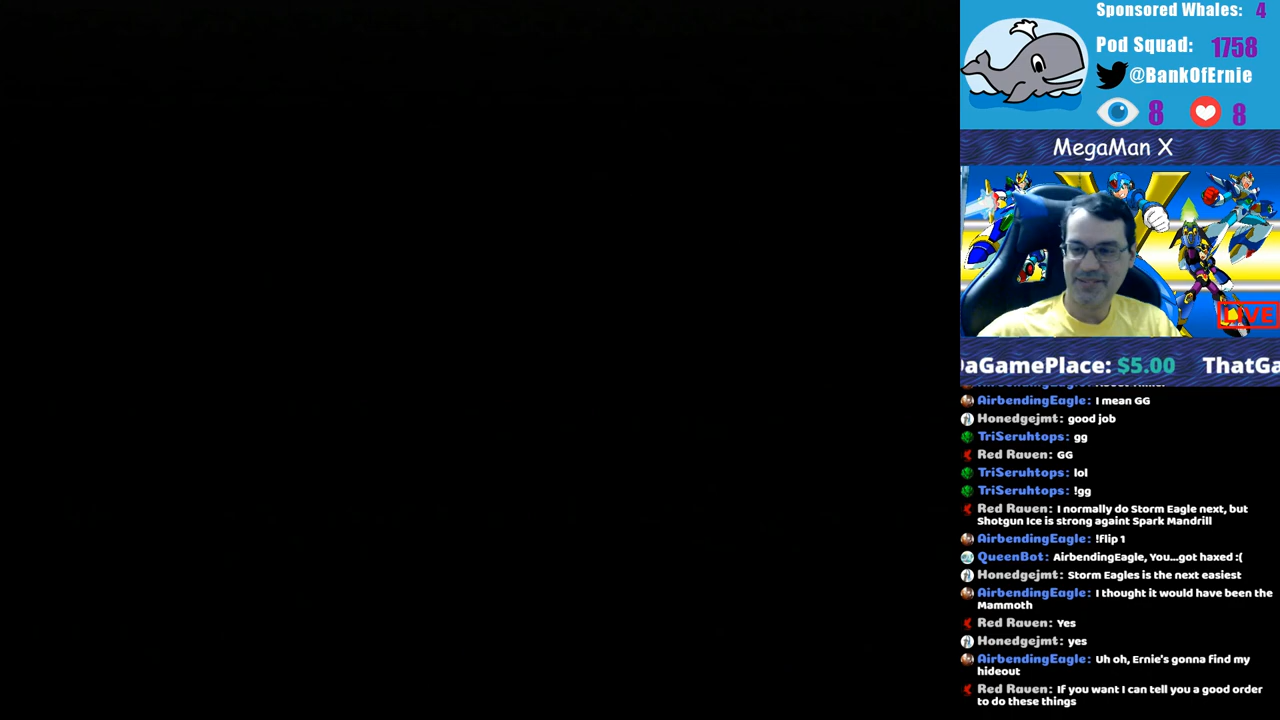 Sponsored Whales: 4
Pod Squad: 1758
@BankOfErnie
8 8
MegaMan X
LIVE
aGamePlace: $5.00 ThatGa
AirbendingEagle: I mean GG
Honedgejmt: good job
TriSeruhtops: gg
Red Raven: GG
TriSeruhtops: lol
TriSeruhtops: !gg
Red Raven: I normally do Storm Eagle next, but
Shotgun Ice is strong againt Spark Mandrill
AirbendingEagle: !flip 1
QueenBot: AirbendingEagle, You...got haxed :(
Honedgejmt: Storm Eagles is the next easiest
AirbendingEagle: I thought it would have been the
Mammoth
Red Raven: Yes
Honedgejmt: yes
AirbendingEagle: Uh oh, Ernie's gonna find my
hideout
Red Raven: If you want I can tell you a good order
to do these things